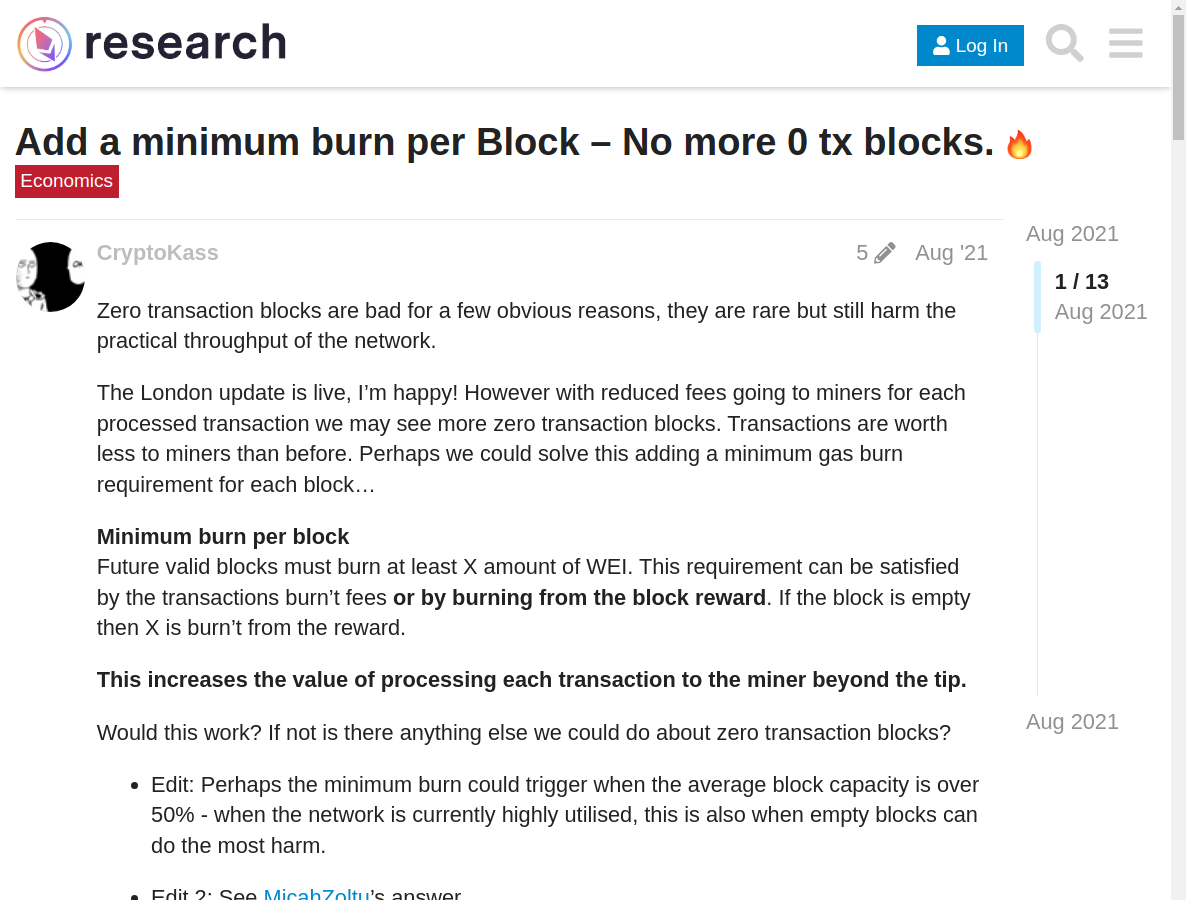 research
Log In
Add a minimum burn per Block – No more 0 tx blocks. 🔥
Economics
CryptoKass
5
Aug '21
Aug 2021
1 / 13
Aug 2021
Zero transaction blocks are bad for a few obvious reasons, they are rare but still harm the
practical throughput of the network.
The London update is live, I’m happy! However with reduced fees going to miners for each
processed transaction we may see more zero transaction blocks. Transactions are worth
less to miners than before. Perhaps we could solve this adding a minimum gas burn
requirement for each block…
Minimum burn per block
Future valid blocks must burn at least X amount of WEI. This requirement can be satisfied
by the transactions burn’t fees or by burning from the block reward. If the block is empty
then X is burn’t from the reward.
This increases the value of processing each transaction to the miner beyond the tip.
Aug 2021
Would this work? If not is there anything else we could do about zero transaction blocks?
• Edit: Perhaps the minimum burn could trigger when the average block capacity is over
50% - when the network is currently highly utilised, this is also when empty blocks can
do the most harm.
• Edit 2: See MicahZoltu’s answer